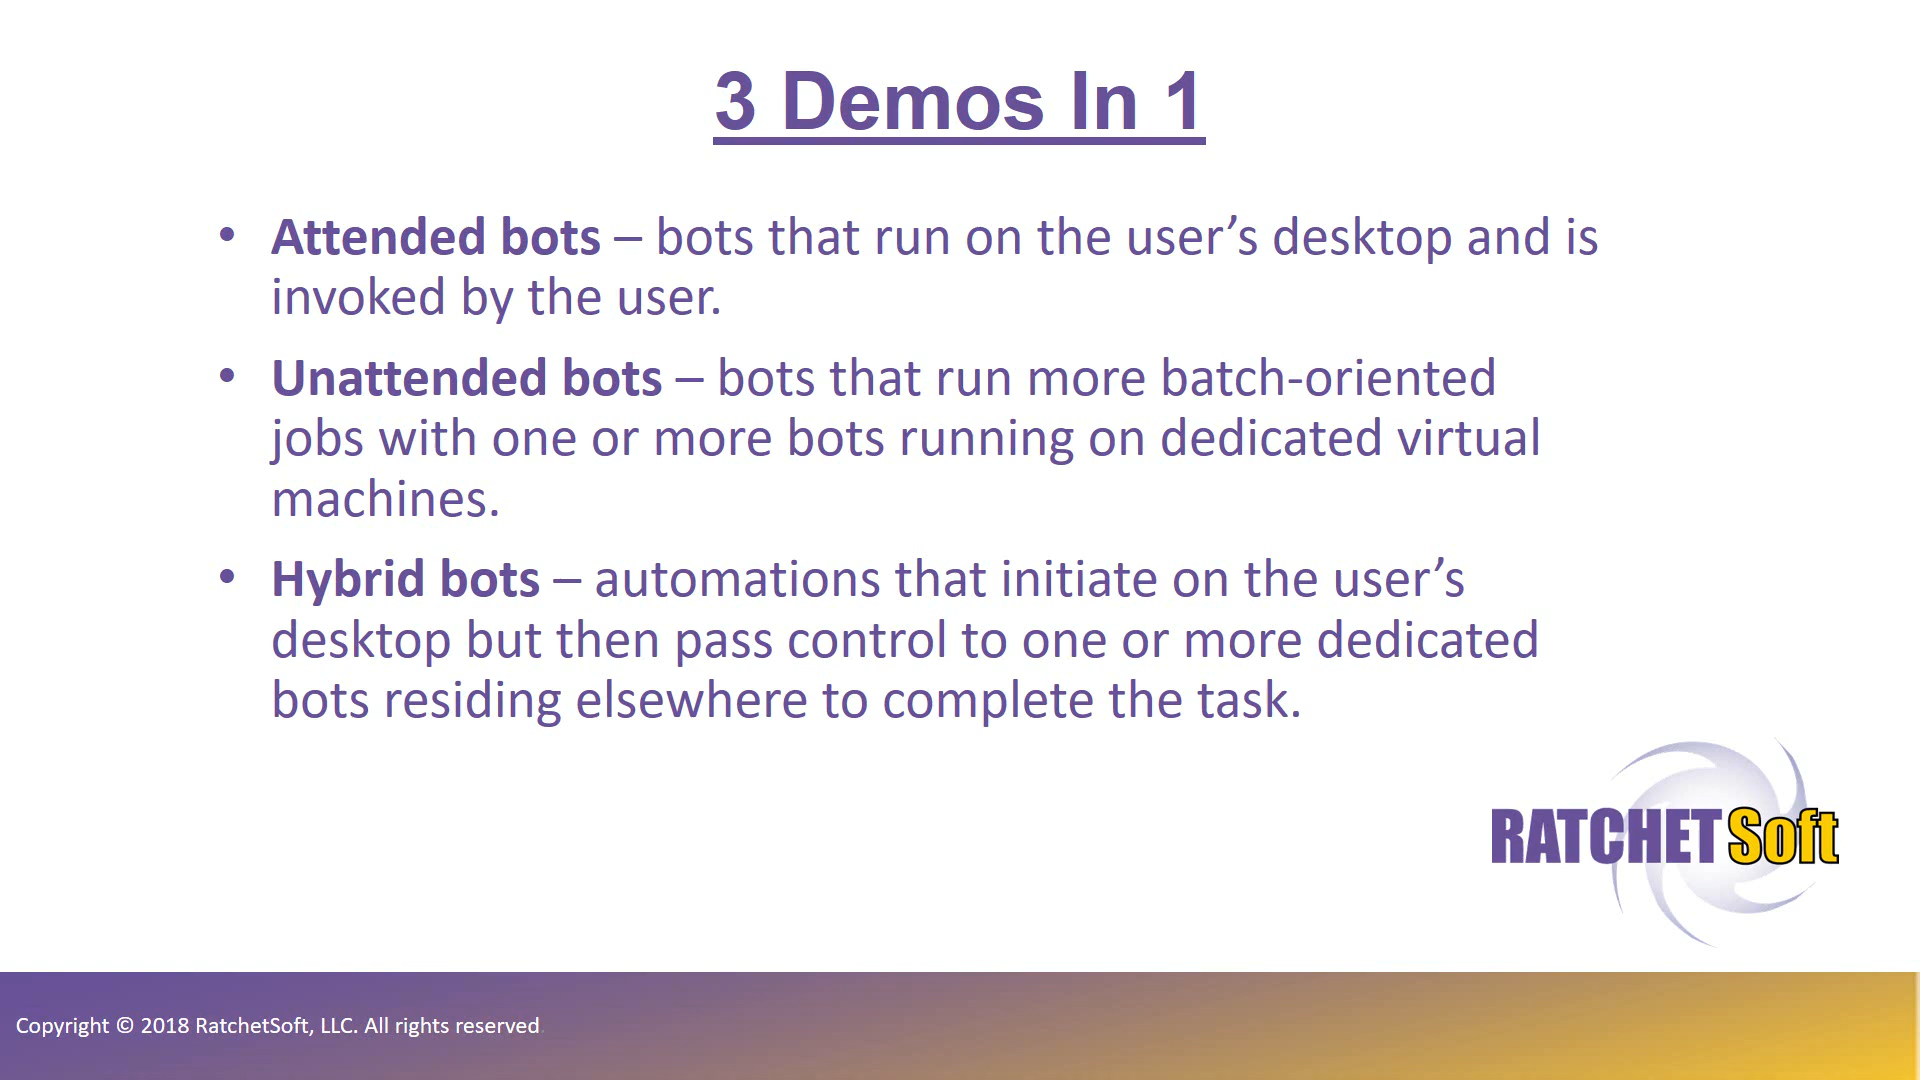 3 Demos In 1
• Attended bots – bots that run on the user’s desktop and is
invoked by the user.
• Unattended bots – bots that run more batch-oriented
jobs with one or more bots running on dedicated virtual
machines.
• Hybrid bots – automations that initiate on the user’s
desktop but then pass control to one or more dedicated
bots residing elsewhere to complete the task.
RATCHETSoft
Copyright © 2018 RatchetSoft, LLC. All rights reserved